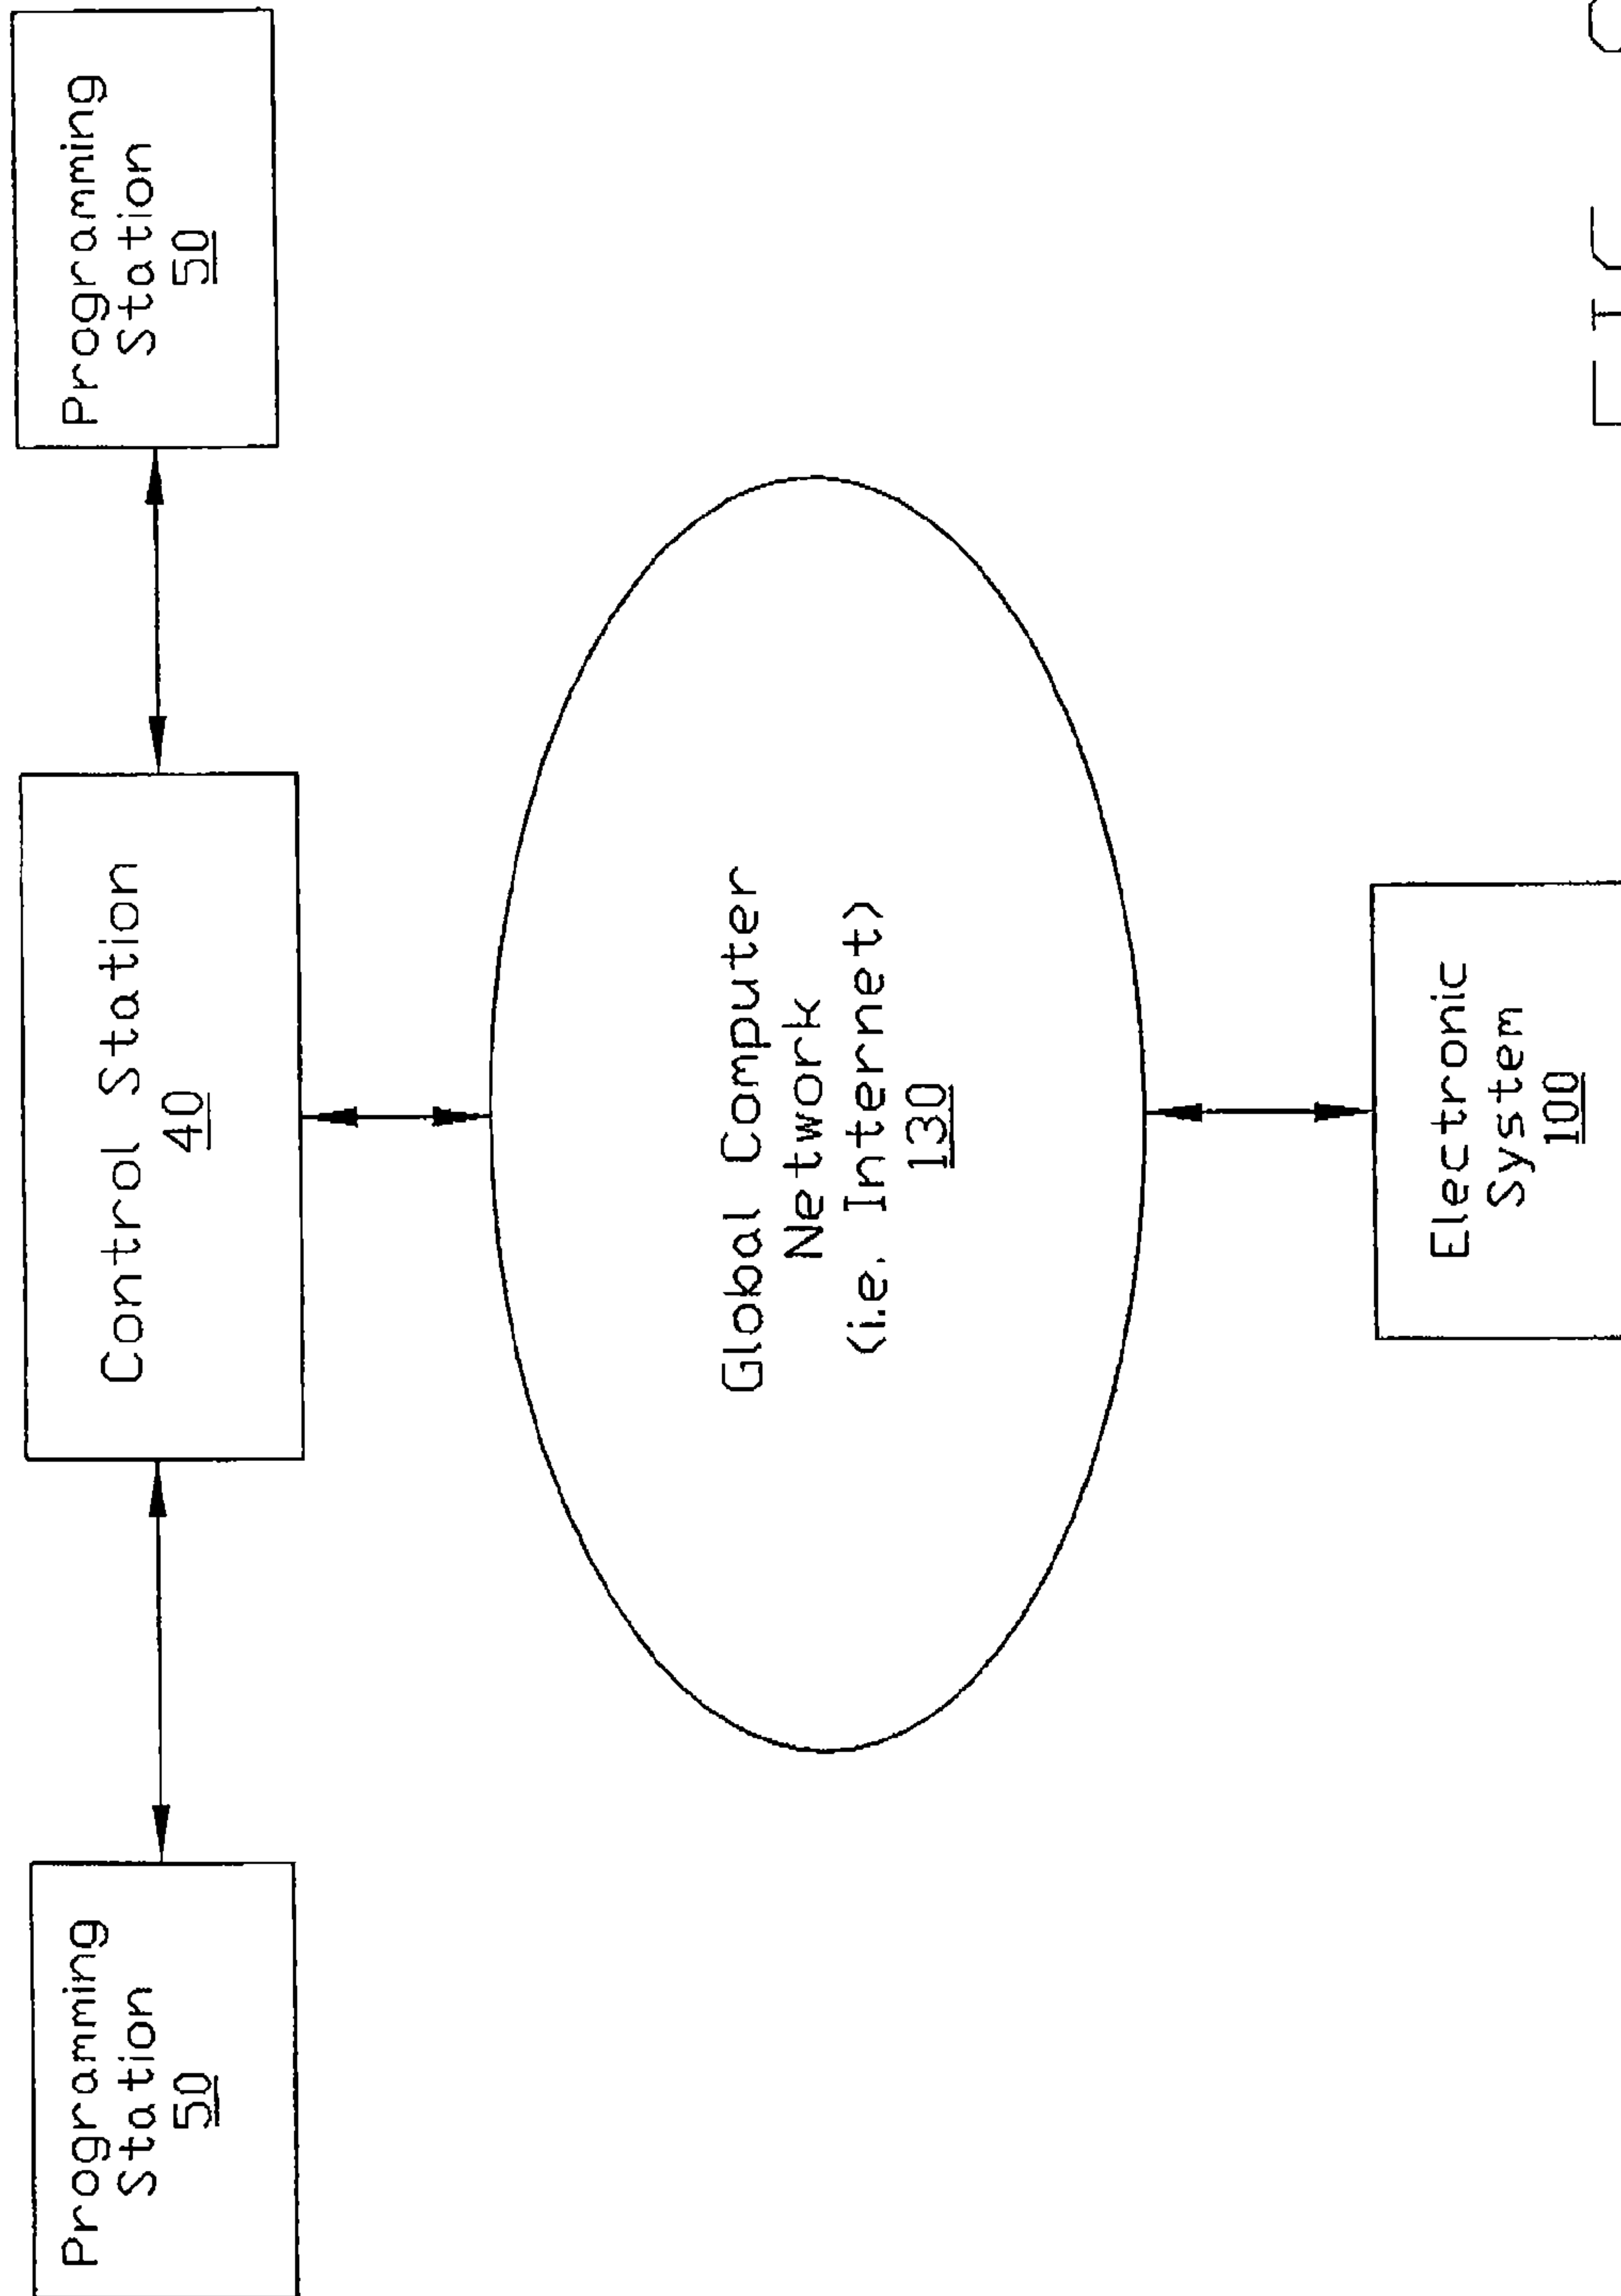 Programming
Station
50
Control Station
40
Programming
Station
50
Global Computer
Network
(i.e. Internet)
130
Electronic
System
100